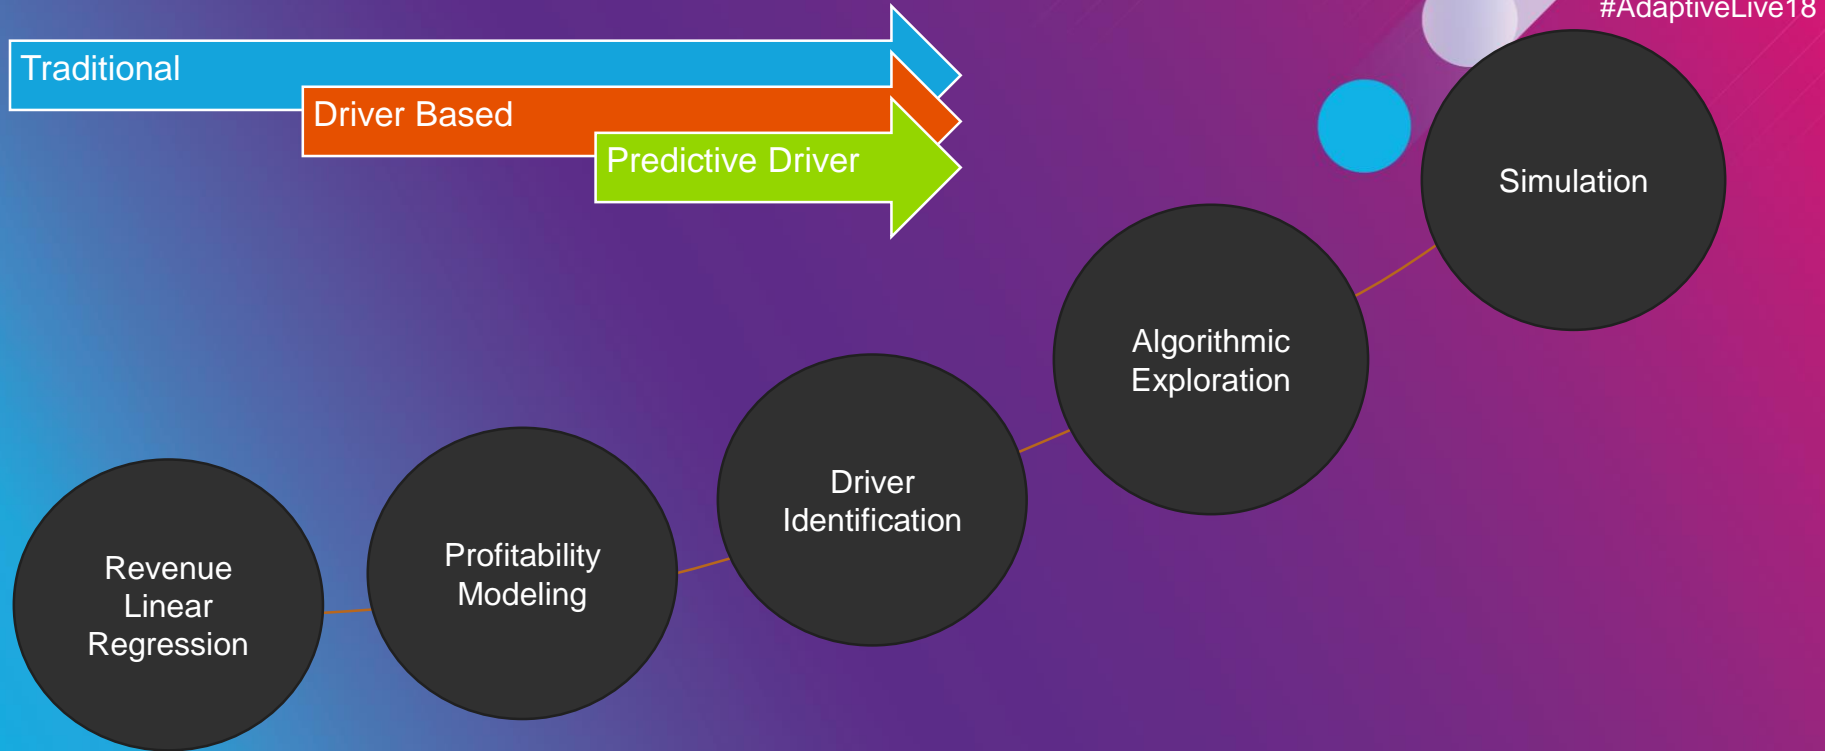 #AdaptiveLive18
Traditional
Driver Based
Predictive Driver
Simulation
Algorithmic
Exploration
Driver
Identification
Profitability
Modeling
Revenue
Linear
Regression